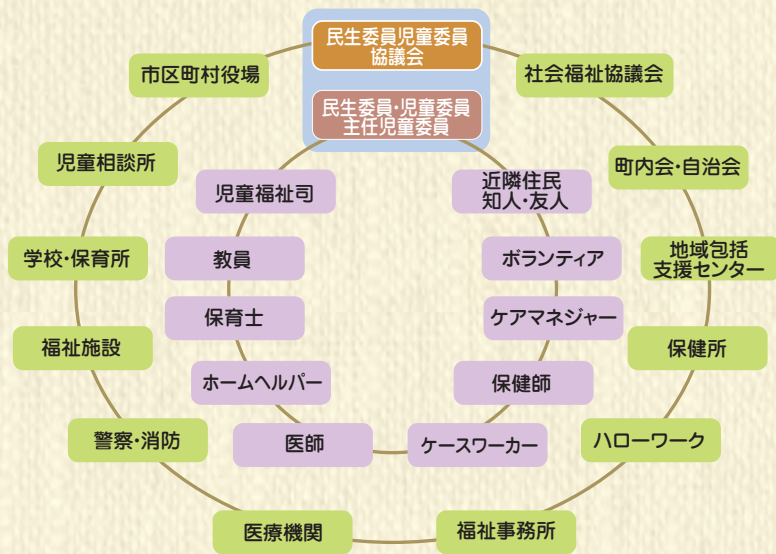 民生委員児童委員
協議会
市区町村役場
社会福祉協議会
民生委員・児童委員
主任児童委員
児童相談所
町内会・自治会
児童福祉司
近隣住民
知人・友人
学校・保育所
教員
ボランティア
地域包括
支援センター
保育士
ケアマネジャー
福祉施設
保健所
ホームヘルパー
保健師
警察・消防
医師
ケースワーカー
ハローワーク
医療機関
福祉事務所